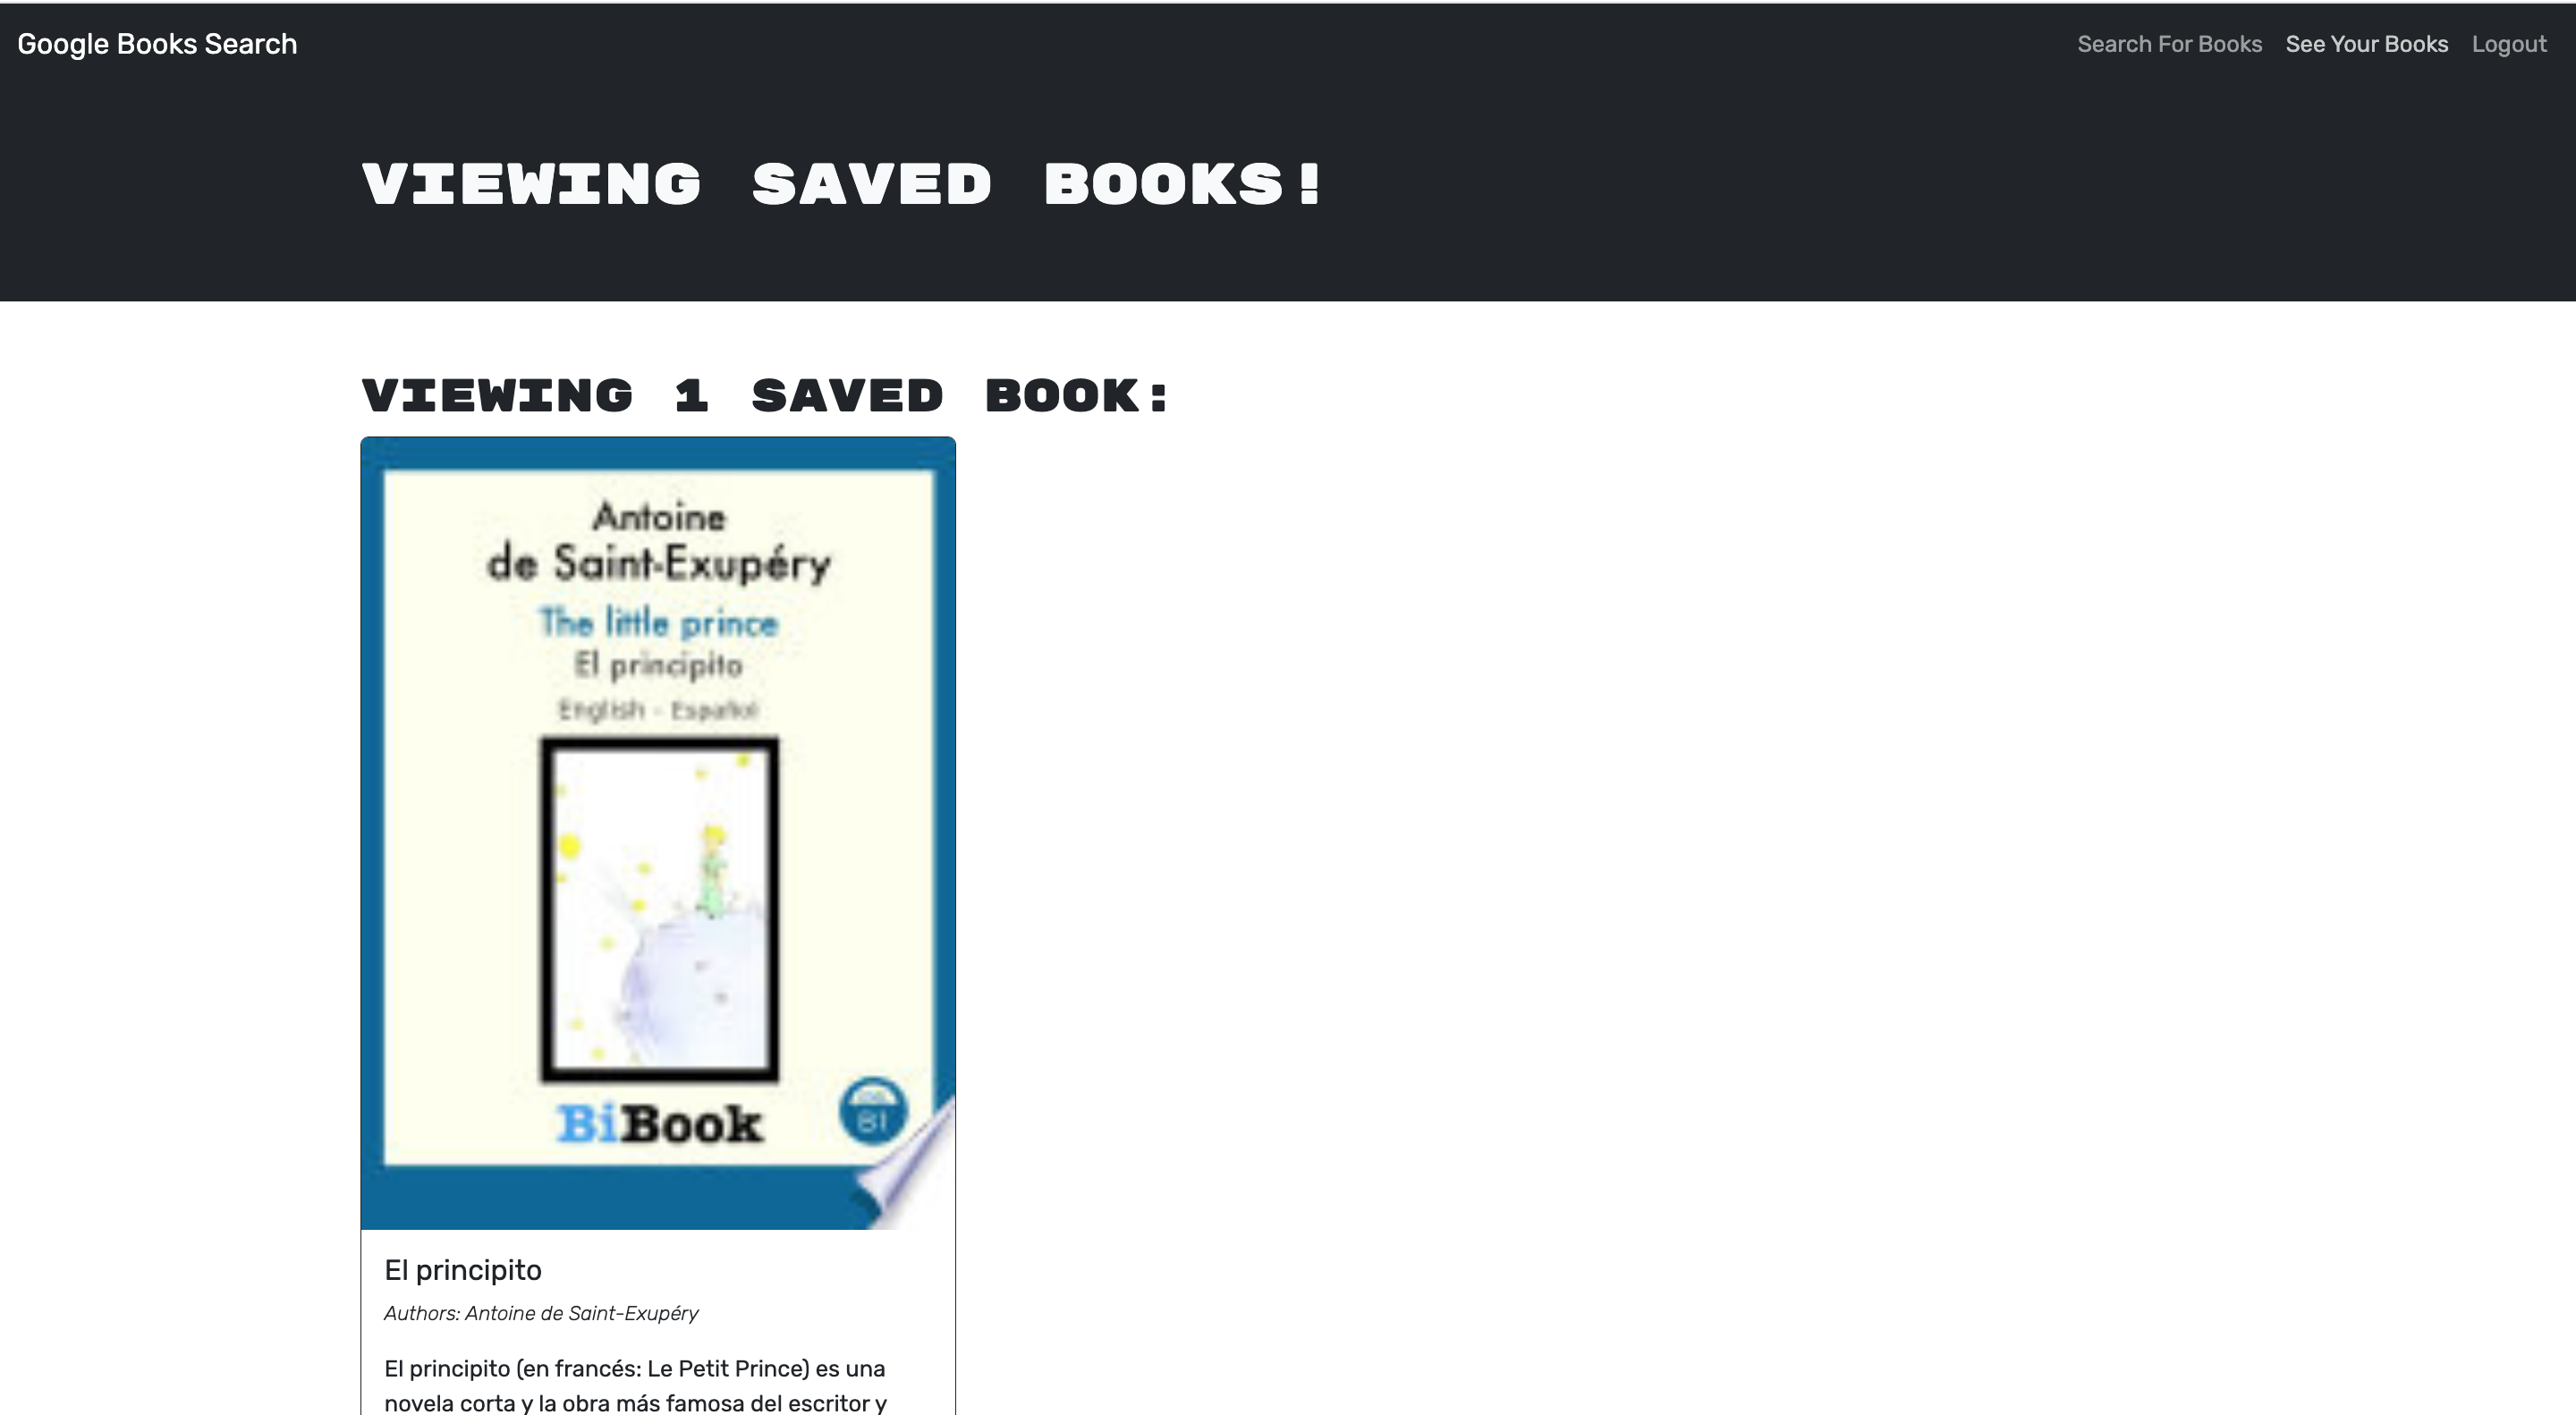 Google Books Search
Search For Books See Your Books Logout
VIEWING SAVED BOOKS!
VIEWING 1 SAVED BOOK:
Antoine
de Saint-Exupéry
The little prince
El principito
English - Español
BiBook
B1
El principito
Authors: Antoine de Saint-Exupéry
El principito (en francés: Le Petit Prince) es una
novela corta y la obra más famosa del escritor y